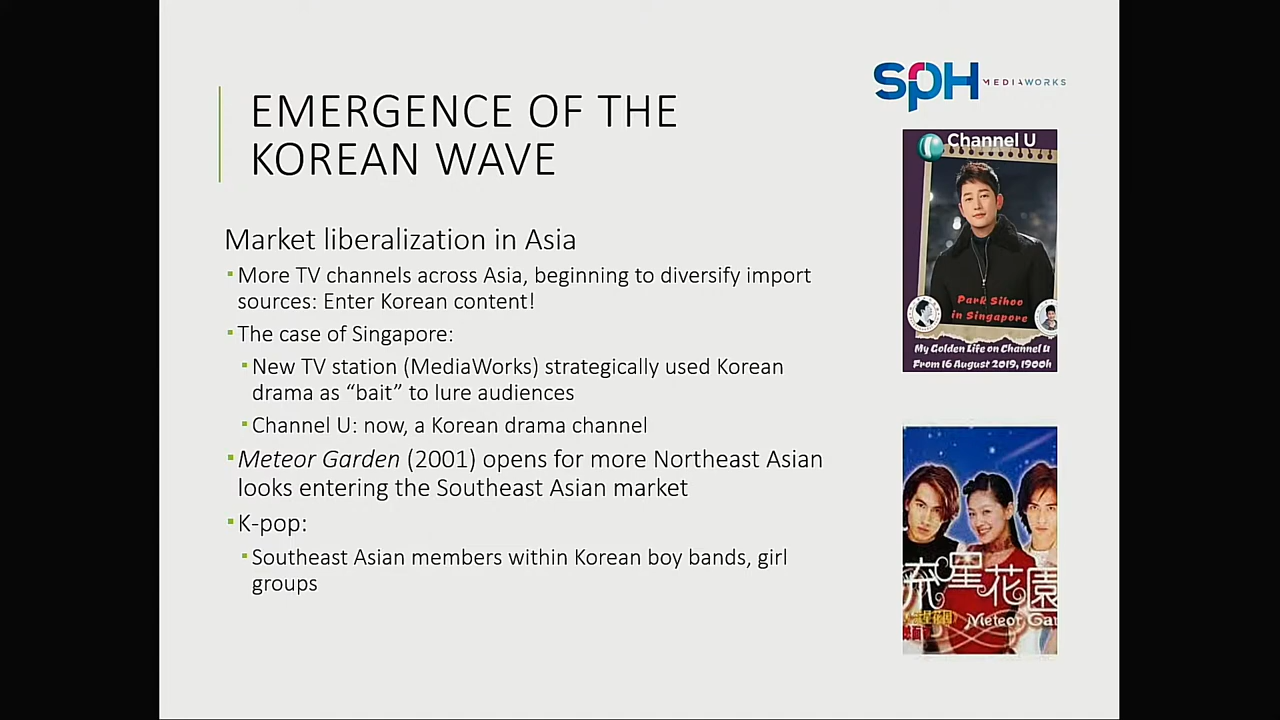 SPH MEDIAWORKS
EMERGENCE OF THE
KOREAN WAVE
Market liberalization in Asia
More TV channels across Asia, beginning to diversify import
sources: Enter Korean content!
The case of Singapore:
New TV station (MediaWorks) strategically used Korean
drama as “bait” to lure audiences
Channel U: now, a Korean drama channel
Meteor Garden (2001) opens for more Northeast Asian
looks entering the Southeast Asian market
K-pop:
Southeast Asian members within Korean boy bands, girl
groups
Channel U
Park Sihoo
in Singapore
My Golden Life on Channel U
From 16 August 2019, 1900h
流星花園
Meteor Gar